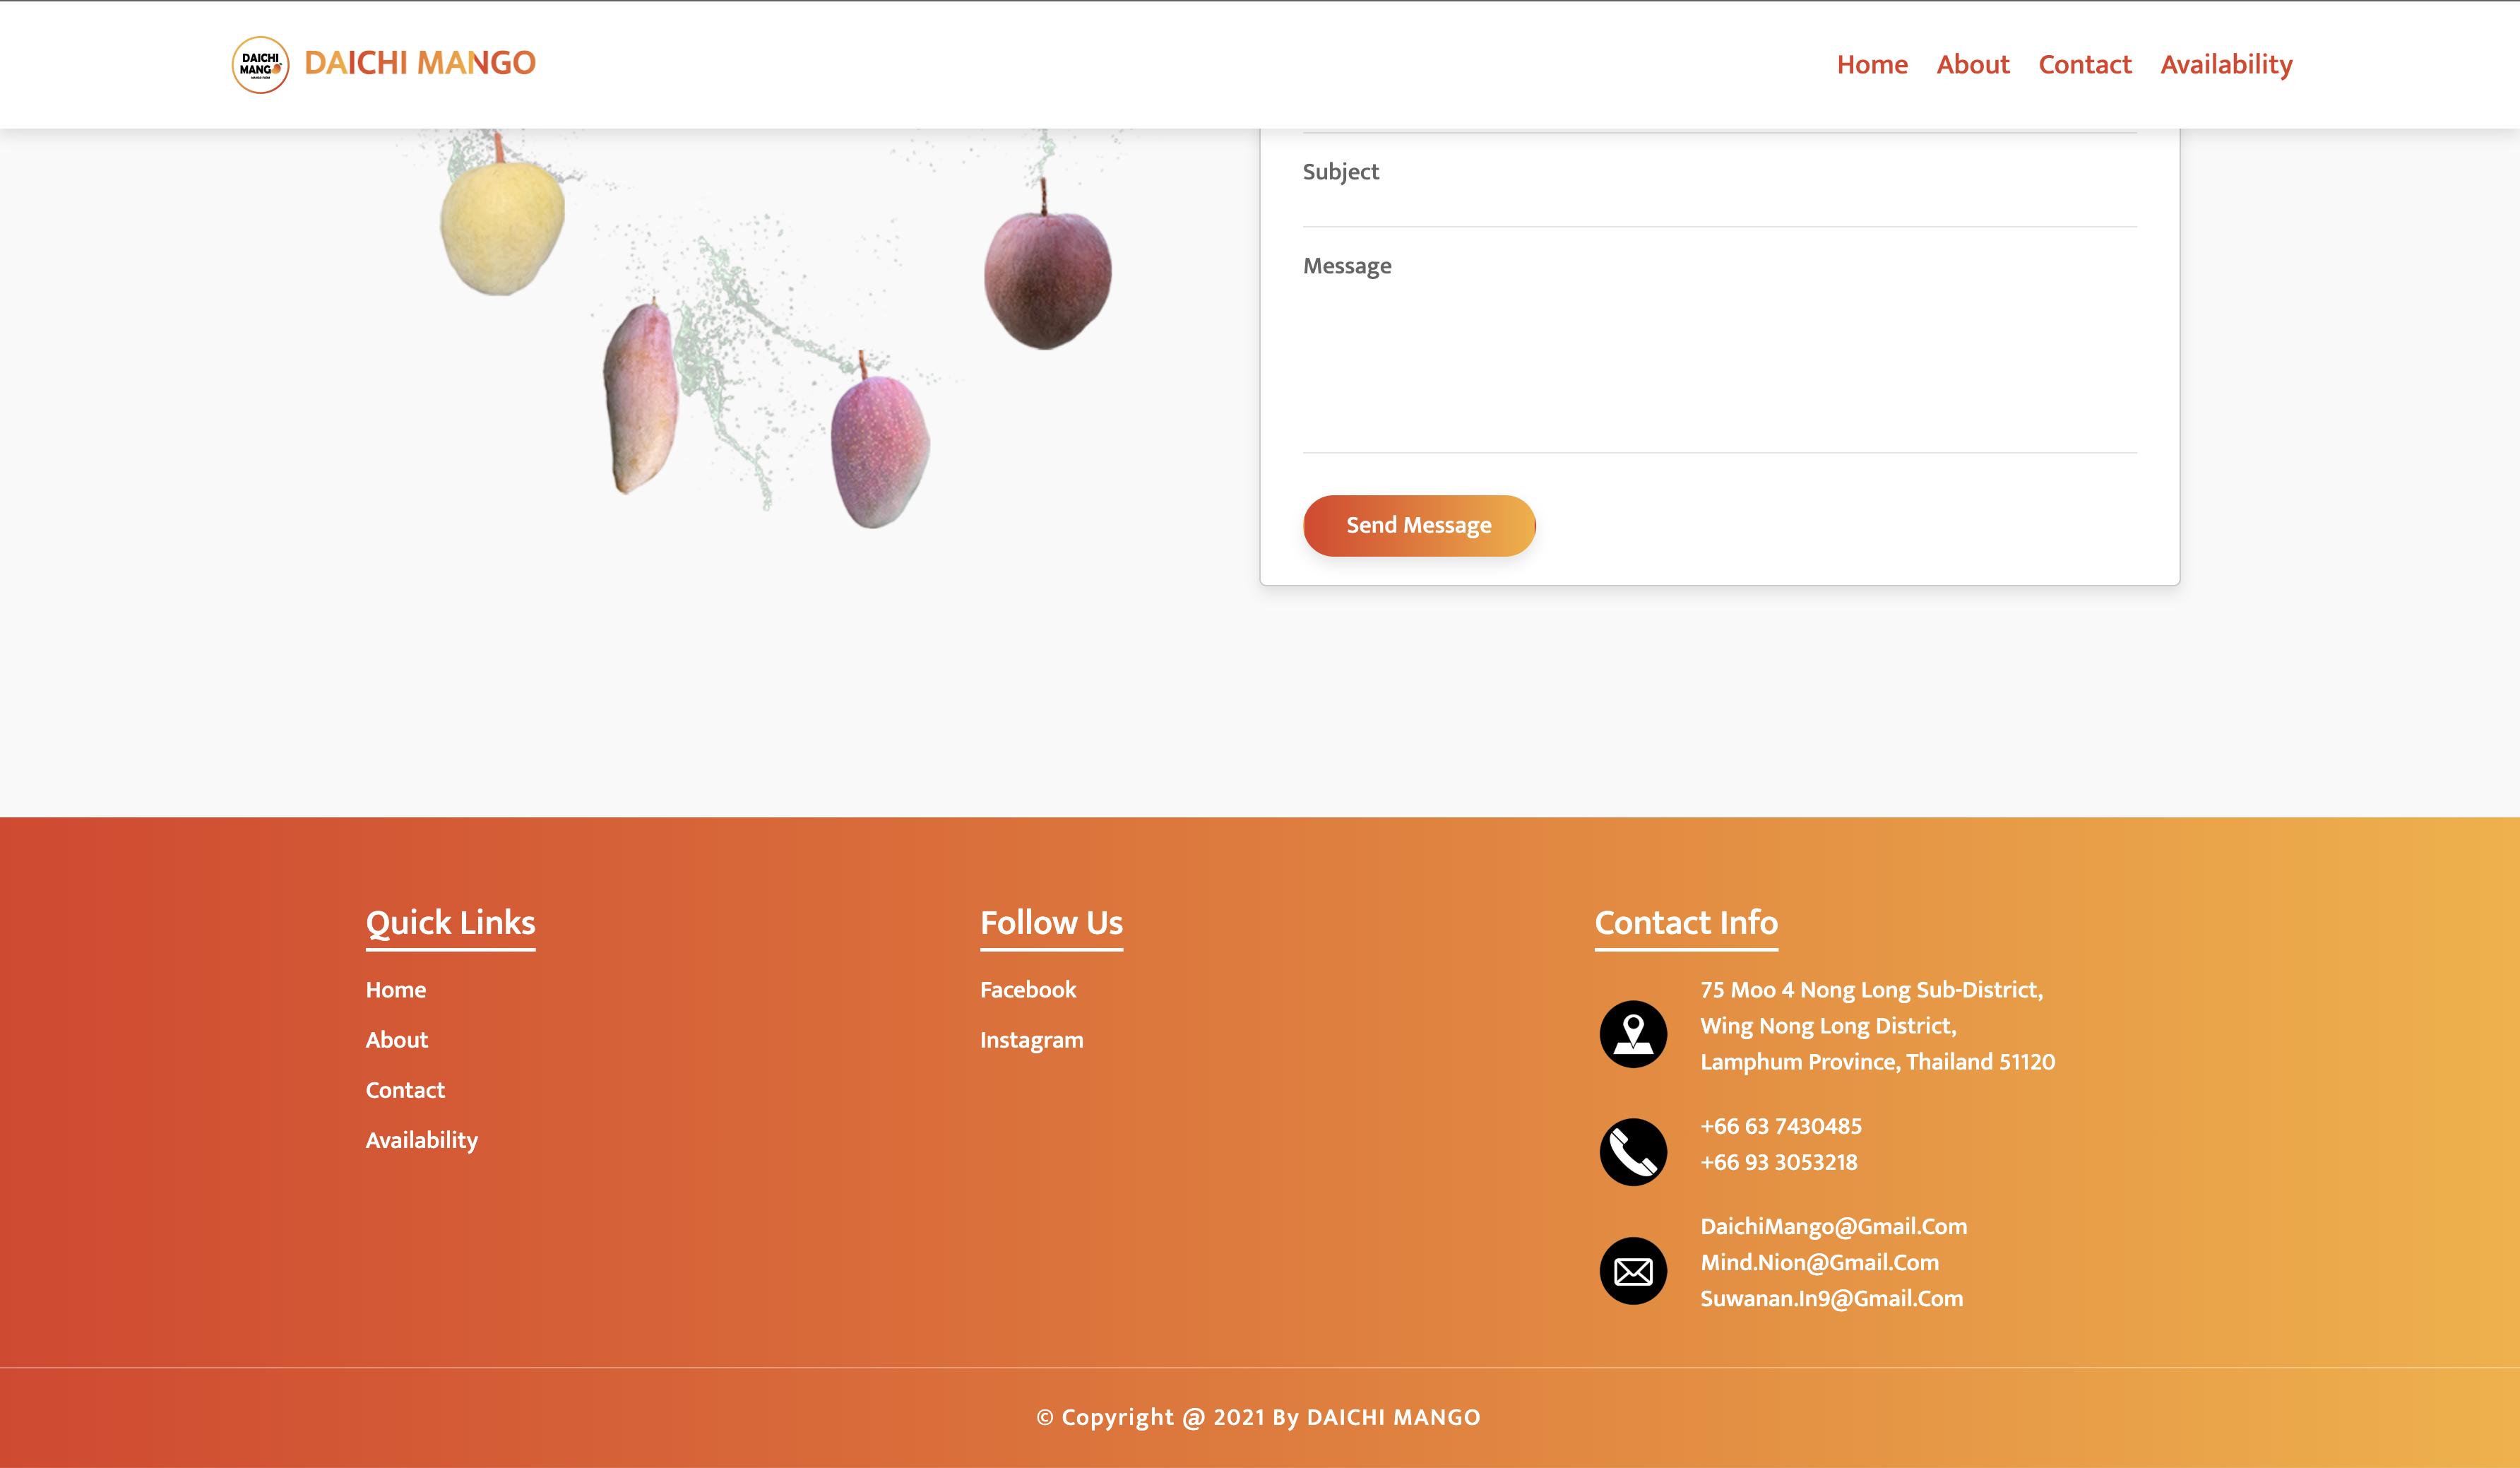 DAICHI
MANGO
MANGO FARM
DAICHI MANGO
Home
About
Contact
Availability
Subject
Message
Send Message
Quick Links
Home
About
Contact
Availability
Follow Us
Facebook
Instagram
Contact Info
75 Moo 4 Nong Long Sub-District,
Wing Nong Long District,
Lamphum Province, Thailand 51120
+66 63 7430485
+66 93 3053218
DaichiMango@Gmail.Com
Mind.Nion@Gmail.Com
Suwanan.In9@Gmail.Com
© Copyright @ 2021 By DAICHI MANGO